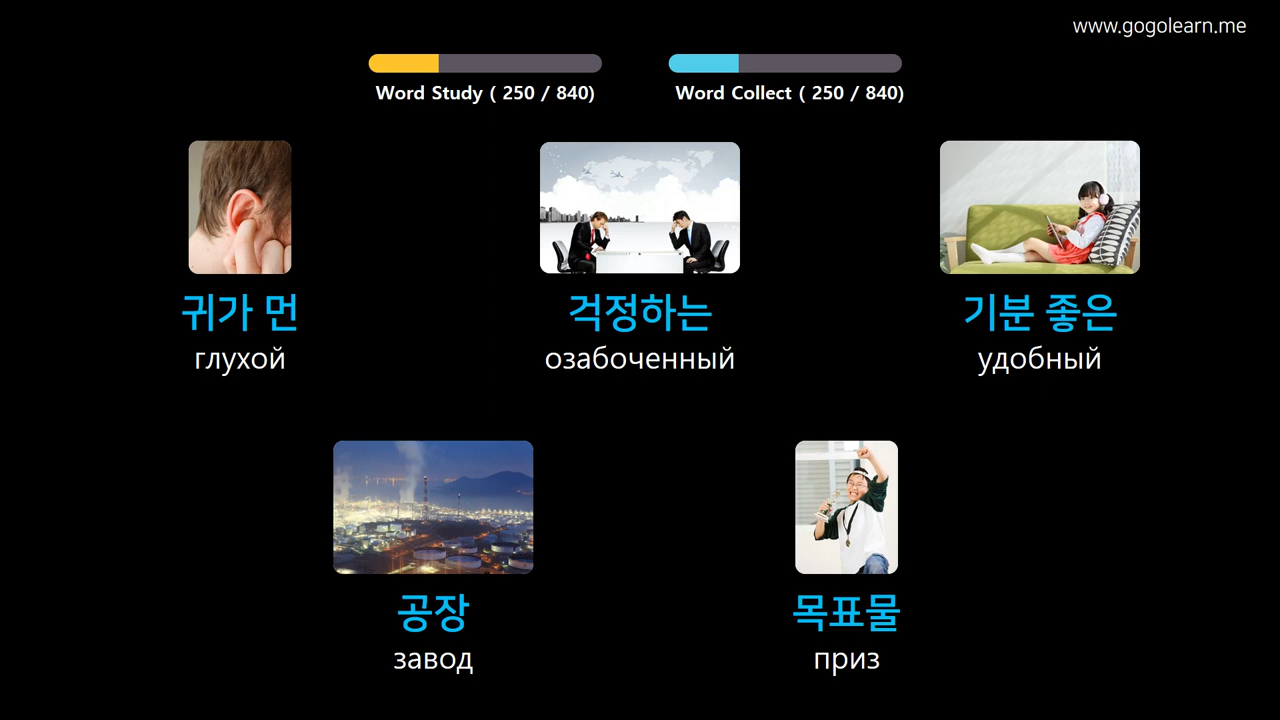 www.gogolearn.me
Word Study ( 250 / 840)
Word Collect ( 250 / 840)
귀가 먼
глухой
걱정하는
озабоченный
기분 좋은
удобный
공장
завод
목표물
приз